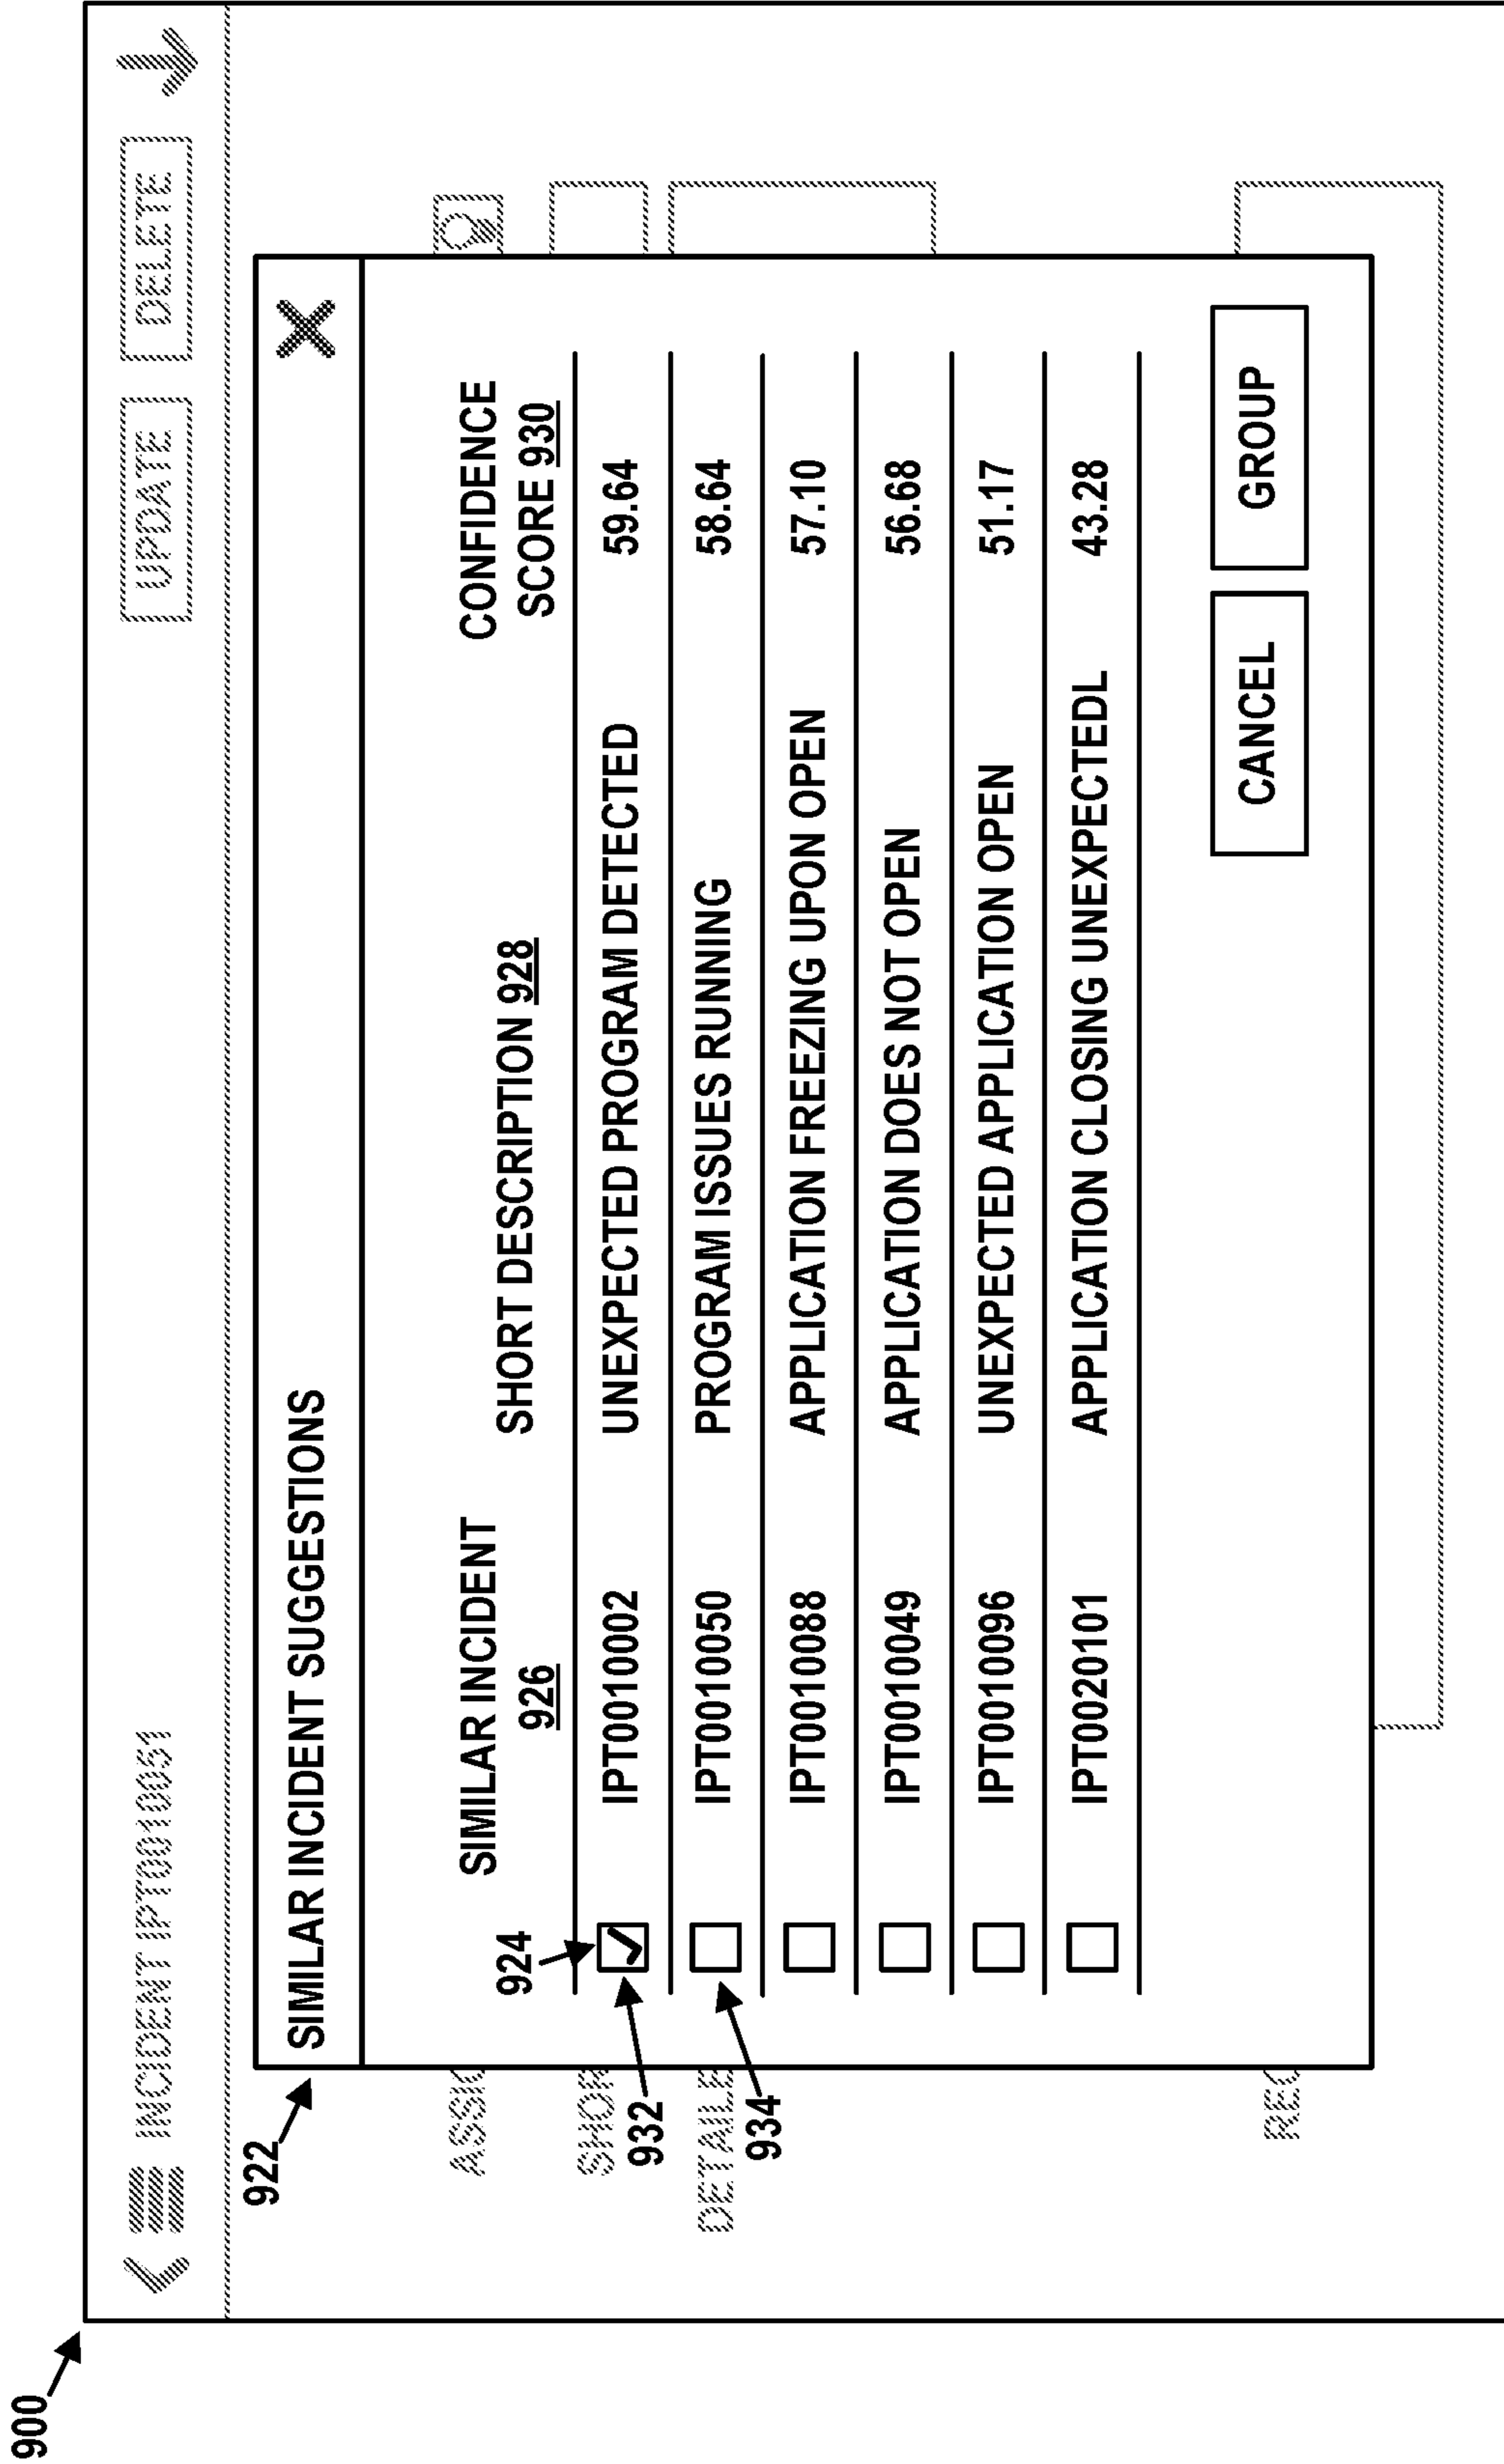 900
INCIDENT IPT0010051 UPDATE DELETE
922
SIMILAR INCIDENT SUGGESTIONS
ASSIG
924 SIMILAR INCIDENT 926 SHORT DESCRIPTION 928 CONFIDENCE SCORE 930
SHOR
932
IPT0010002 UNEXPECTED PROGRAM DETECTED 59.64
DETAILE
934
IPT0010050 PROGRAM ISSUES RUNNING 58.64
IPT0010088 APPLICATION FREEZING UPON OPEN 57.10
IPT0010049 APPLICATION DOES NOT OPEN 56.68
IPT0010096 UNEXPECTED APPLICATION OPEN 51.17
IPT0020101 APPLICATION CLOSING UNEXPECTEDL 43.28
REC
CANCEL GROUP